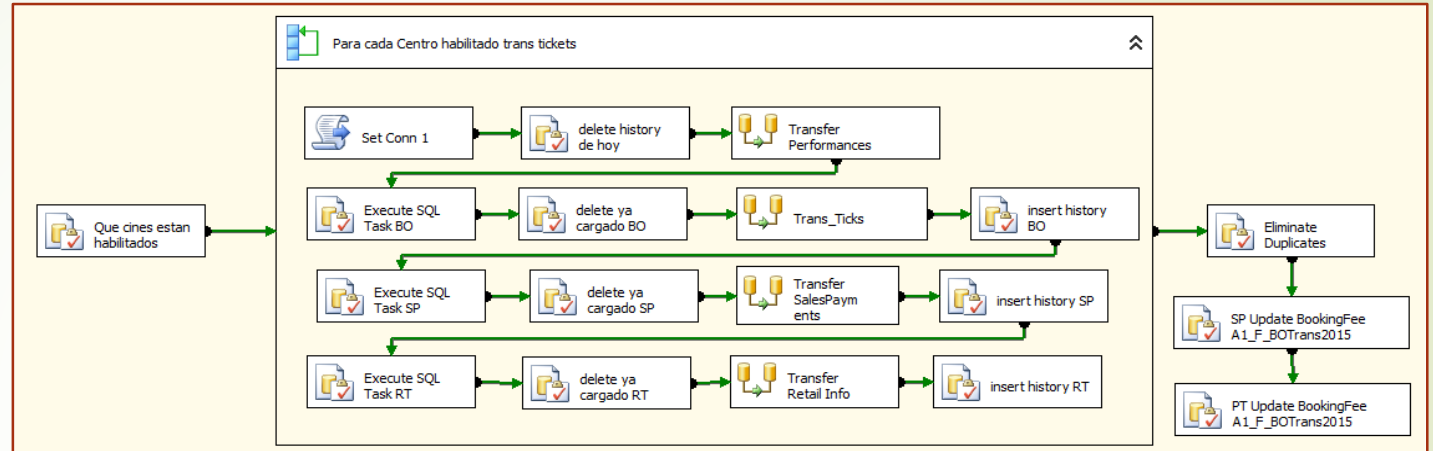 Para cada Centro habilitado trans tickets
Set Conn 1
delete history
de hoy
Transfer
Performances
Que cines estan
habilitados
Execute SQL
Task BO
delete ya
cargado BO
Trans_Ticks
insert history
BO
Execute SQL
Task SP
delete ya
cargado SP
Transfer
SalesPaym
ents
insert history SP
Execute SQL
Task RT
delete ya
cargado RT
Transfer
Retail Info
insert history RT
Eliminate
Duplicates
SP Update BookingFee
A1_F_BOTrans2015
PT Update BookingFee
A1_F_BOTrans2015